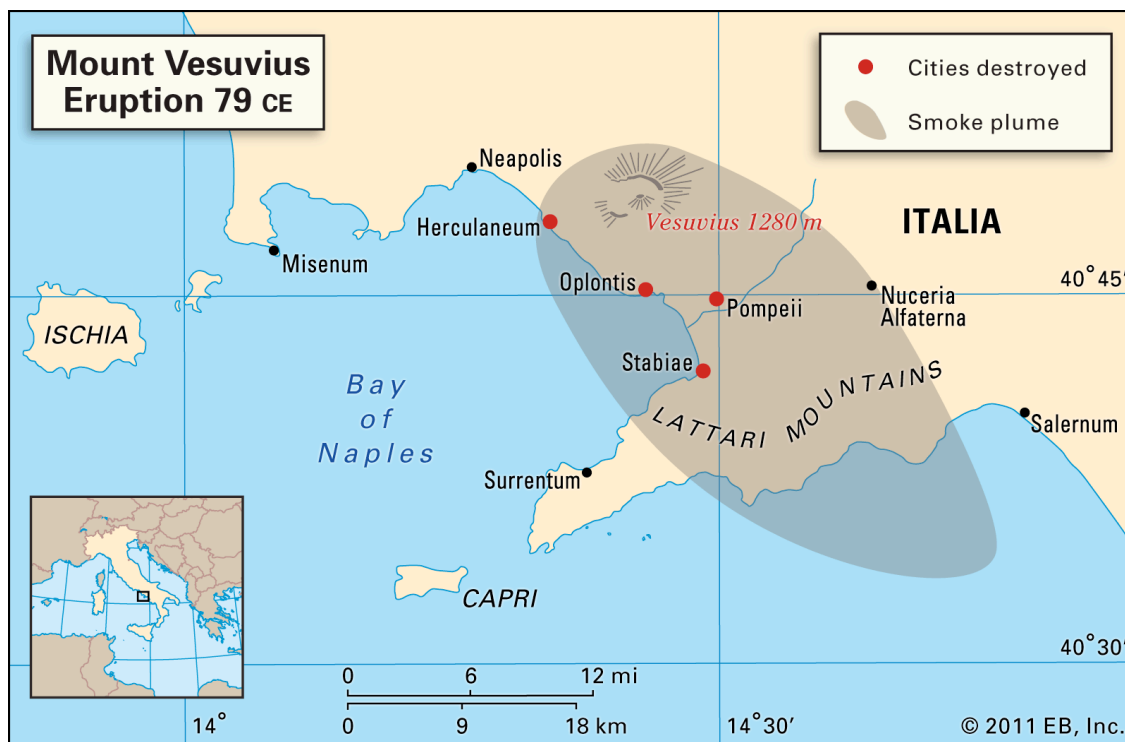 Mount Vesuvius
Eruption 79 CE
Cities destroyed
Smoke plume
Neapolis
Herculaneum
Vesuvius 1280 m
ITALIA
Misenum
Oplontis
Pompeii
Nuceria
Alfaterna
40°45'
ISCHIA
Stabiae
Bay
of
Naples
LATTARI MOUNTAINS
Salernum
Surrentum
CAPRI
40°30'
0 6 12 mi
0 9 18 km
14°
14°30'
© 2011 EB, Inc.